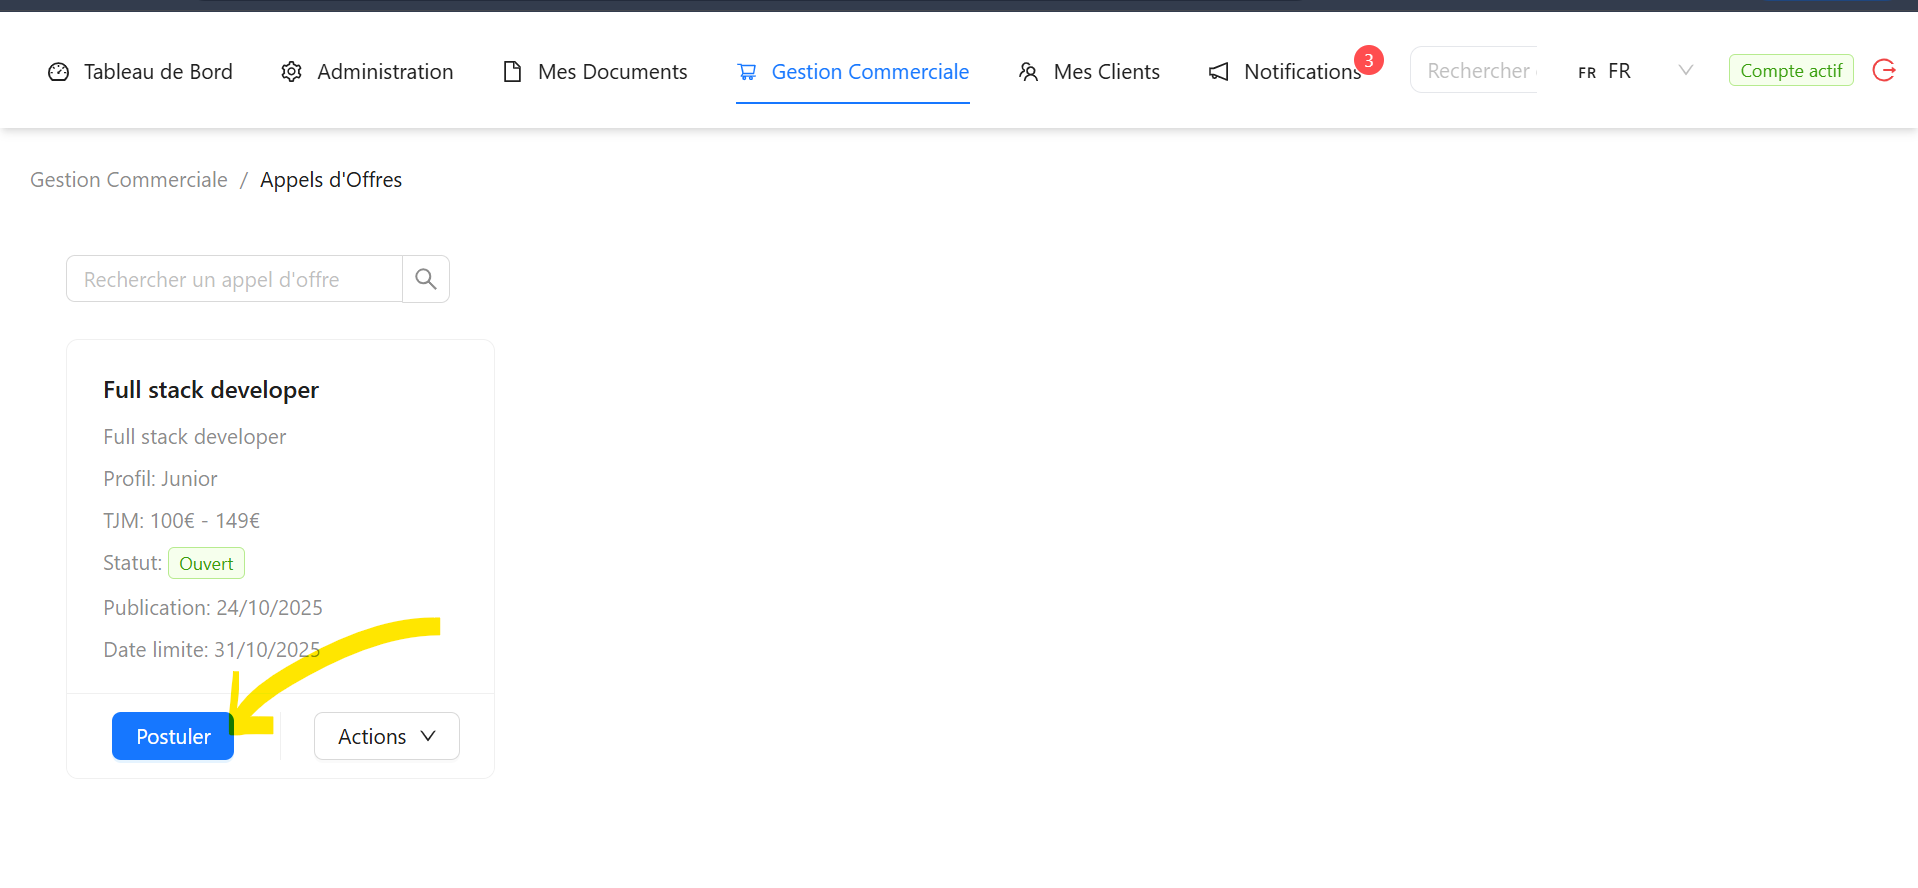 Tableau de Bord
Administration
Mes Documents
Gestion Commerciale
Mes Clients
Notifications 3
Rechercher
FR FR
Compte actif
Gestion Commerciale / Appels d'Offres
Rechercher un appel d'offre
Full stack developer
Full stack developer
Profil: Junior
TJM: 100€ - 149€
Statut: Ouvert
Publication: 24/10/2025
Date limite: 31/10/2025
Postuler
Actions